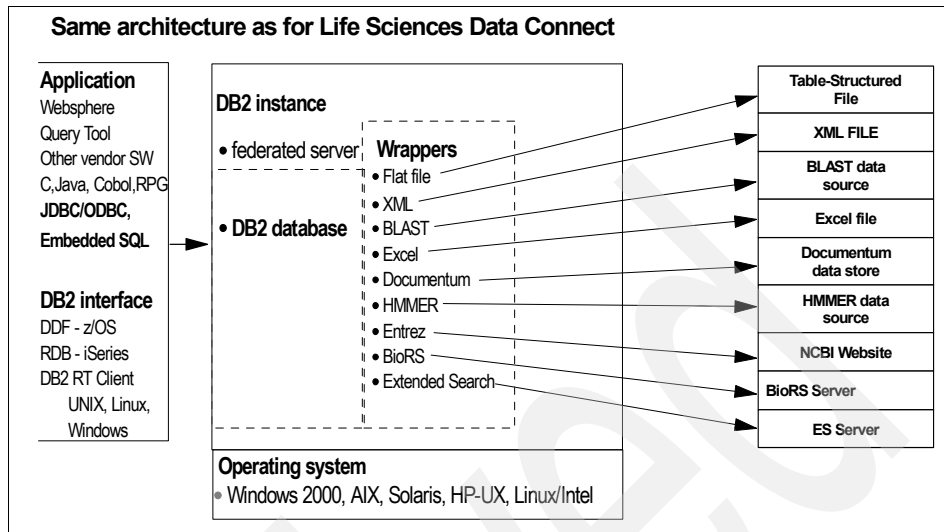 Same architecture as for Life Sciences Data Connect
Application
Websphere
Query Tool
Other vendor SW
C,Java, Cobol,RPG
JDBC/ODBC,
Embedded SQL
DB2 interface
DDF - z/OS
RDB - iSeries
DB2 RT Client
UNIX, Linux,
Windows
DB2 instance
• federated server
• DB2 database
Wrappers
• Flat file
• XML
• BLAST
• Excel
• Documentum
• HMMER
• Entrez
• BioRS
• Extended Search
Operating system
• Windows 2000, AIX, Solaris, HP-UX, Linux/Intel
Table-Structured
File
XML FILE
BLAST data
source
Excel file
Documentum
data store
HMMER data
source
NCBI Website
BioRS Server
ES Server